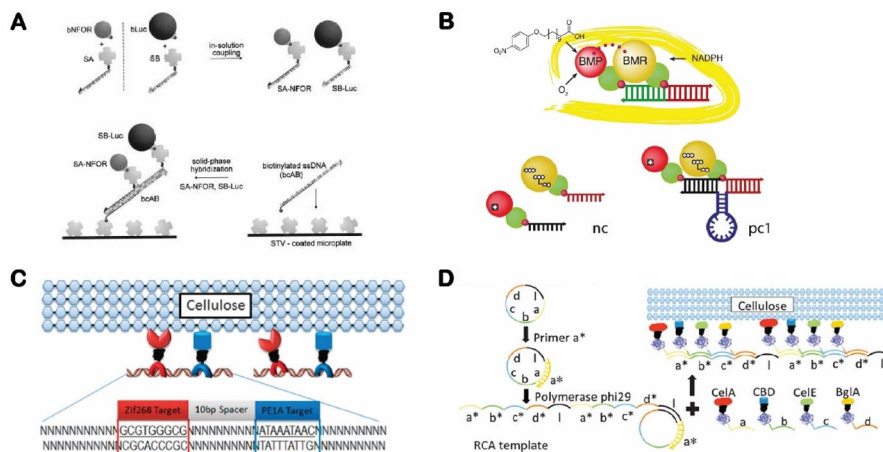 A
bNFOR
bLuc
+
+
SA
SB
in-solution
coupling
SA-NFOR
SB-Luc
SB-Luc
SA-NFOR
bcAB
solid-phase
hybridization
SA-NFOR, SB-Luc
biotinylated ssDNA
(bcAB)
STV - coated microplate
B
O₂N
O
O
OH
BMP
BMR
NADPH
O₂
nc
pc1
C
Cellulose
Zif268 Target
10bp Spacer
PE1A Target
NNNNNNNNNNGCGTGGGCGNNNNNNNNNNATAAATAACNNNNNNNNNN
NNNNNNNNNNCGCACCCGCNNNNNNNNNNTATTTATTGNNNNNNNNNN
D
d
l
c
a
b
Primer a*
d
l
c
a
b
a*
Polymerase phi29
a*
b*
c*
d*
l
a*
b*
c*
d*
l
a*
RCA template
Cellulose
a*
b*
c*
d*
l
a*
b*
c*
d*
l
+
CelA
CBD
CelE
BglA
a
b
c
d